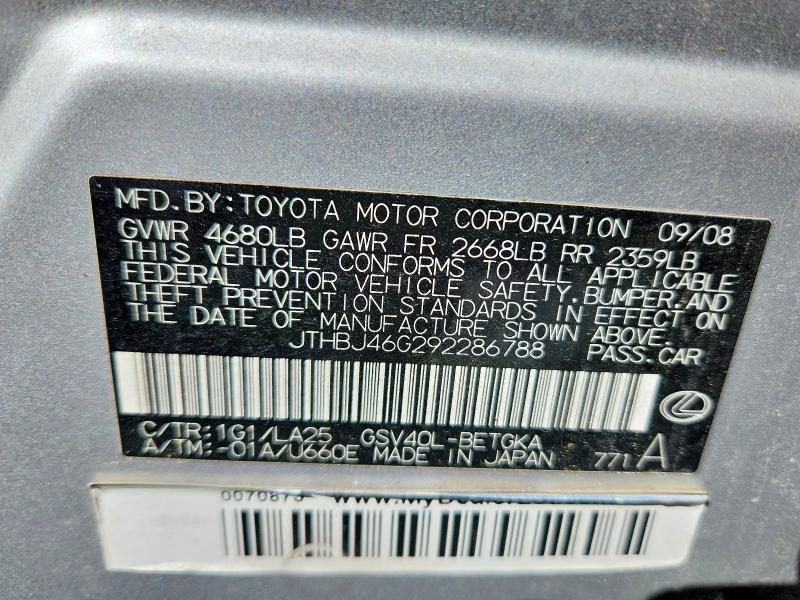 MFD. BY: TOYOTA MOTOR CORPORATION 09/08
GVWR 4680LB GAWR FR 2668LB RR 2359LB
THIS VEHICLE CONFORMS TO ALL APPLICABLE
FEDERAL MOTOR VEHICLE SAFETY, BUMPER, AND
THEFT PREVENTION STANDARDS IN EFFECT ON
THE DATE OF MANUFACTURE SHOWN ABOVE.
JTHBJ46G292286788 PASS. CAR
C/TR: 1G1/LA25 GSV40L-BETGKA
A/TM: -01A/U660E MADE IN JAPAN 771 A
0070873